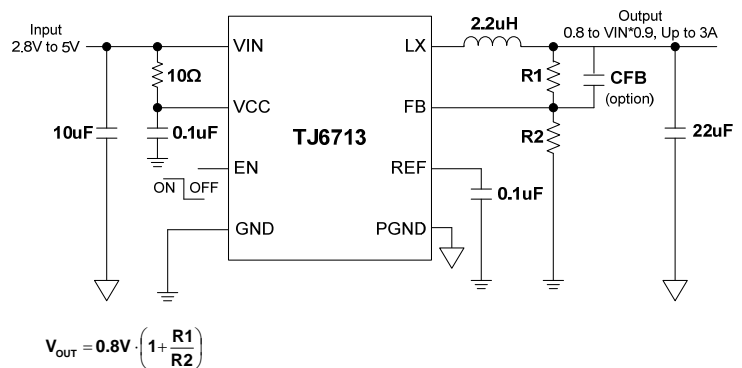 Input
2.8V to 5V
10Ω
10uF
0.1uF
ON OFF
VIN
VCC
EN
GND
TJ6713
LX
FB
REF
PGND
2.2uH
Output
0.8 to VIN*0.9, Up to 3A
R1
CFB
(option)
R2
22uF
0.1uF
VOUT = 0.8V · (1+ R1/R2)